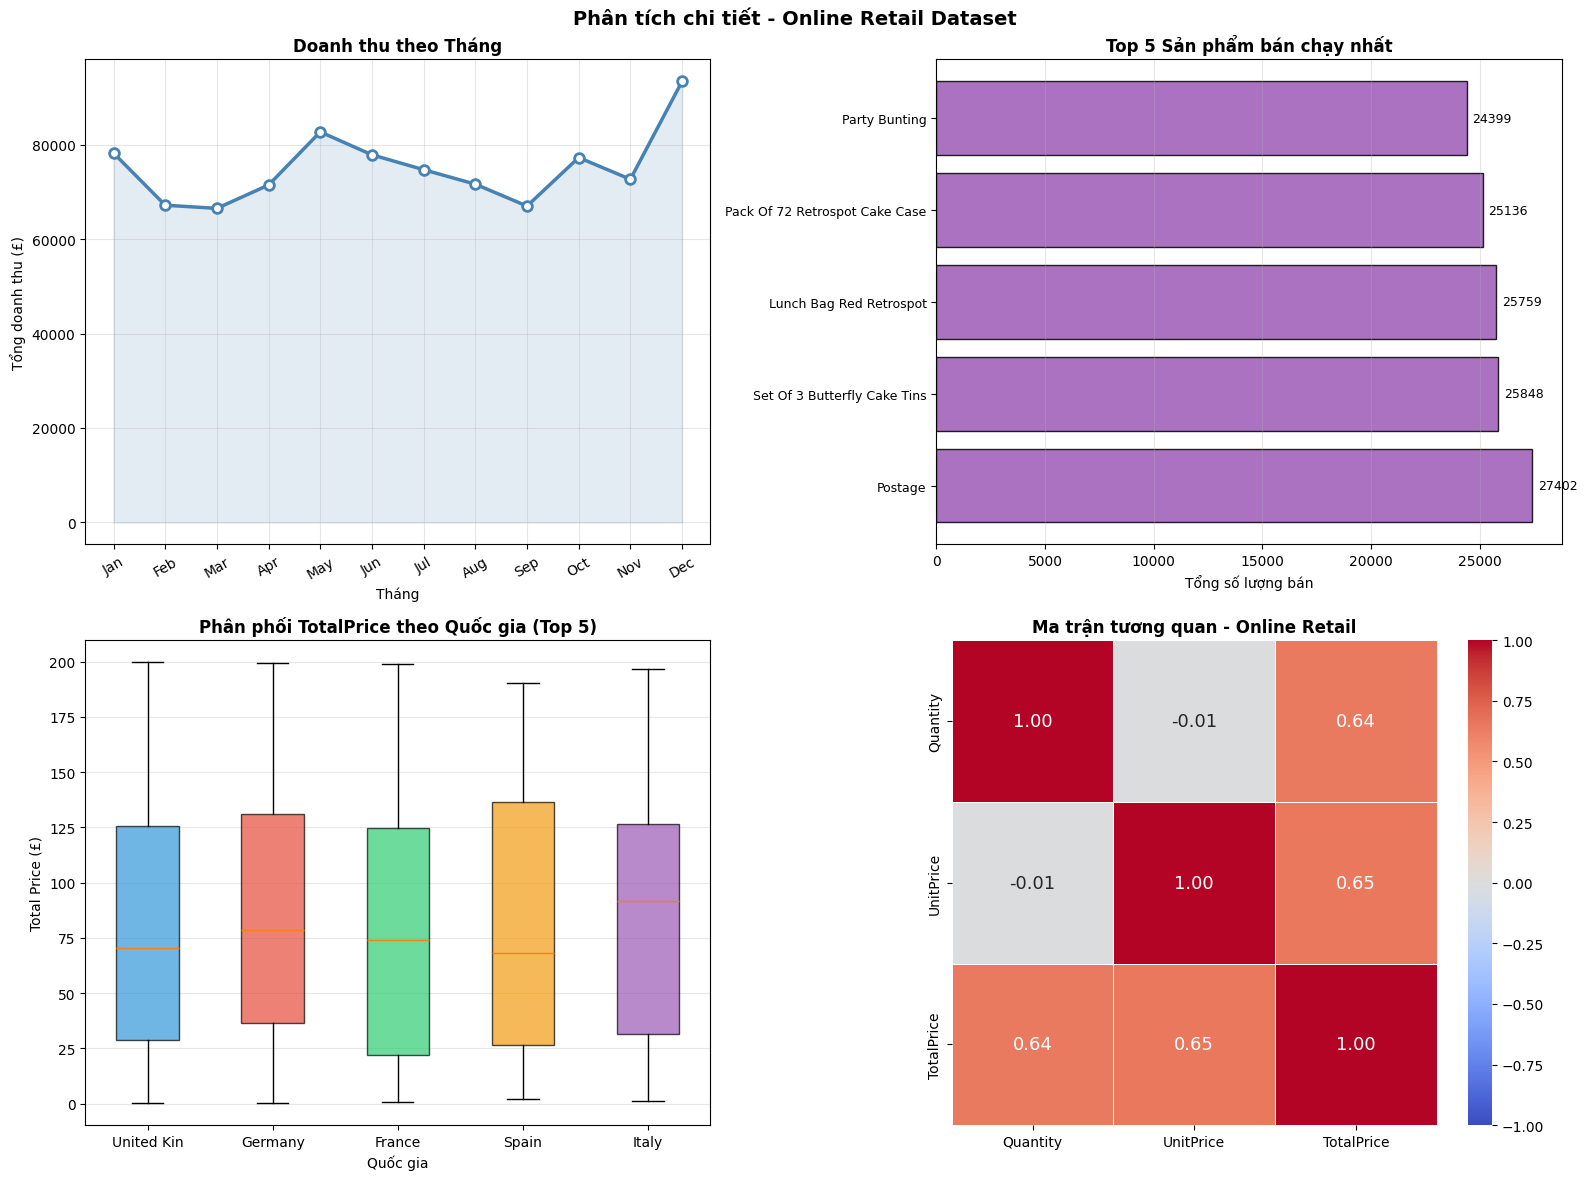 Phân tích chi tiết - Online Retail Dataset
Doanh thu theo Tháng
Tổng doanh thu (£)
80000
60000
40000
20000
0
Jan Feb Mar Apr May Jun Jul Aug Sep Oct Nov Dec
Tháng
Top 5 Sản phẩm bán chạy nhất
Party Bunting 24399
Pack Of 72 Retrospot Cake Case 25136
Lunch Bag Red Retrospot 25759
Set Of 3 Butterfly Cake Tins 25848
Postage 27402
0 5000 10000 15000 20000 25000
Tổng số lượng bán
Phân phối TotalPrice theo Quốc gia (Top 5)
Total Price (£)
200
175
150
125
100
75
50
25
0
United Kin Germany France Spain Italy
Quốc gia
Ma trận tương quan - Online Retail
Quantity 1.00 -0.01 0.64
UnitPrice -0.01 1.00 0.65
TotalPrice 0.64 0.65 1.00
Quantity UnitPrice TotalPrice
1.00
0.75
0.50
0.25
0.00
−0.25
−0.50
−0.75
−1.00